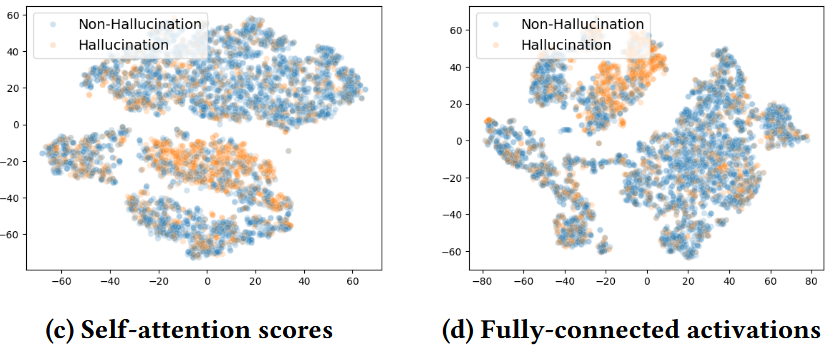 Non-Hallucination
Hallucination
60
40
20
0
−20
−40
−60
−60 −40 −20 0 20 40 60
(c) Self-attention scores
Non-Hallucination
Hallucination
60
40
20
0
−20
−40
−60
−80 −60 −40 −20 0 20 40 60 80
(d) Fully-connected activations